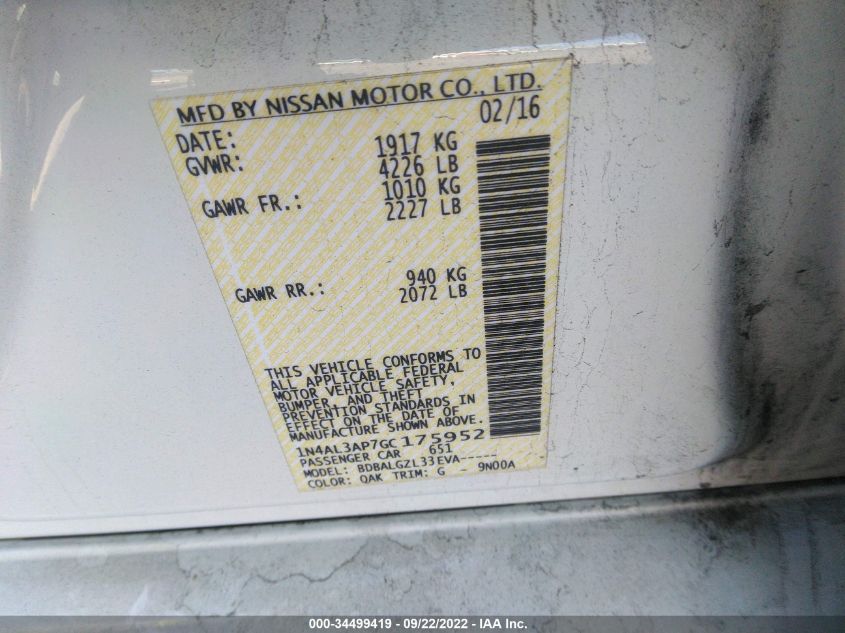 MFD BY NISSAN MOTOR CO., LTD.
DATE: 02/16
GVWR: 1917 KG
4226 LB
GAWR FR.: 1010 KG
2227 LB
GAWR RR.: 940 KG
2072 LB
THIS VEHICLE CONFORMS TO
ALL APPLICABLE FEDERAL
MOTOR VEHICLE SAFETY,
BUMPER, AND THEFT
PREVENTION STANDARDS IN
EFFECT ON THE DATE OF
MANUFACTURE SHOWN ABOVE.
1N4AL3AP7GC175952
PASSENGER CAR 651
MODEL: BDBALGZL33EVA-----
COLOR: QAK TRIM: G - 9N00A
000-34499419 - 09/22/2022 - IAA Inc.